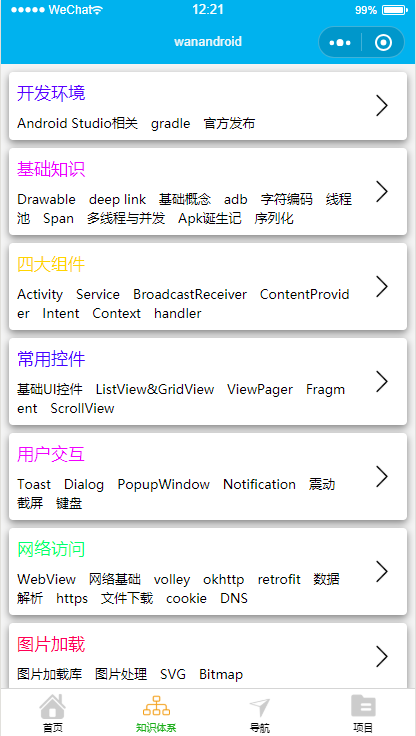 WeChat 12:21 99%
wanandroid
开发环境
Android Studio相关 gradle 官方发布
基础知识
Drawable deep link 基础概念 adb 字符编码 线程
池 Span 多线程与并发 Apk诞生记 序列化
四大组件
Activity Service BroadcastReceiver ContentProvid
er Intent Context handler
常用控件
基础UI控件 ListView&GridView ViewPager Fragm
ent ScrollView
用户交互
Toast Dialog PopupWindow Notification 震动
截屏 键盘
网络访问
WebView 网络基础 volley okhttp retrofit 数据
解析 https 文件下载 cookie DNS
图片加载
图片加载库 图片处理 SVG Bitmap
首页 知识体系 导航 项目